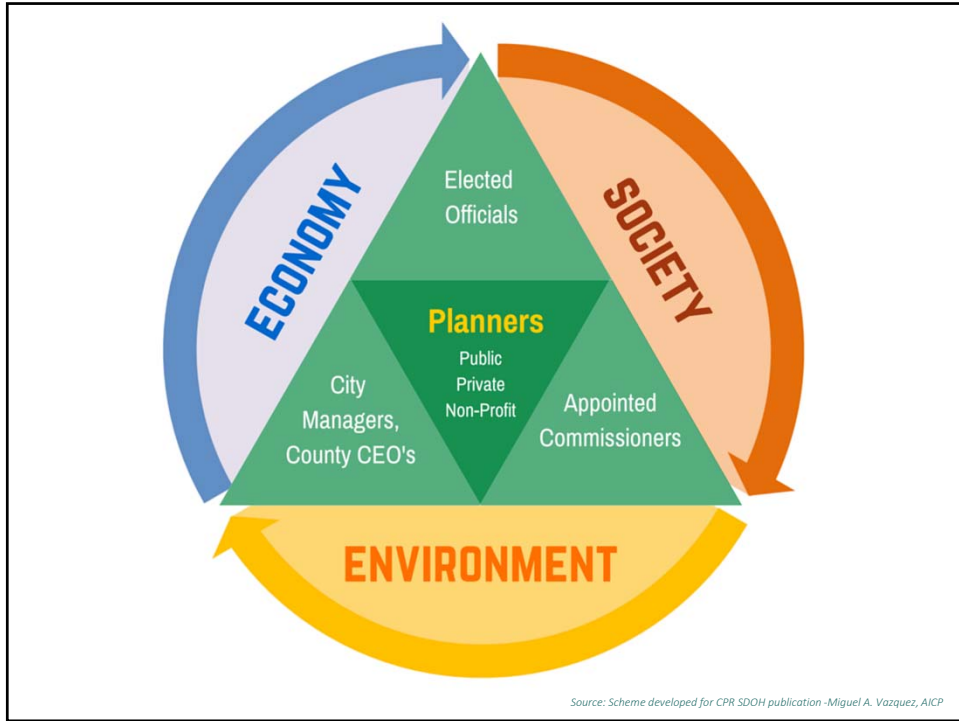 ECONOMY
SOCIETY
Elected
Officials
Planners
Public
Private
Non-Profit
City
Managers,
County CEO's
Appointed
Commissioners
ENVIRONMENT
Source: Scheme developed for CPR SDOH publication -Miguel A. Vazquez, AICP